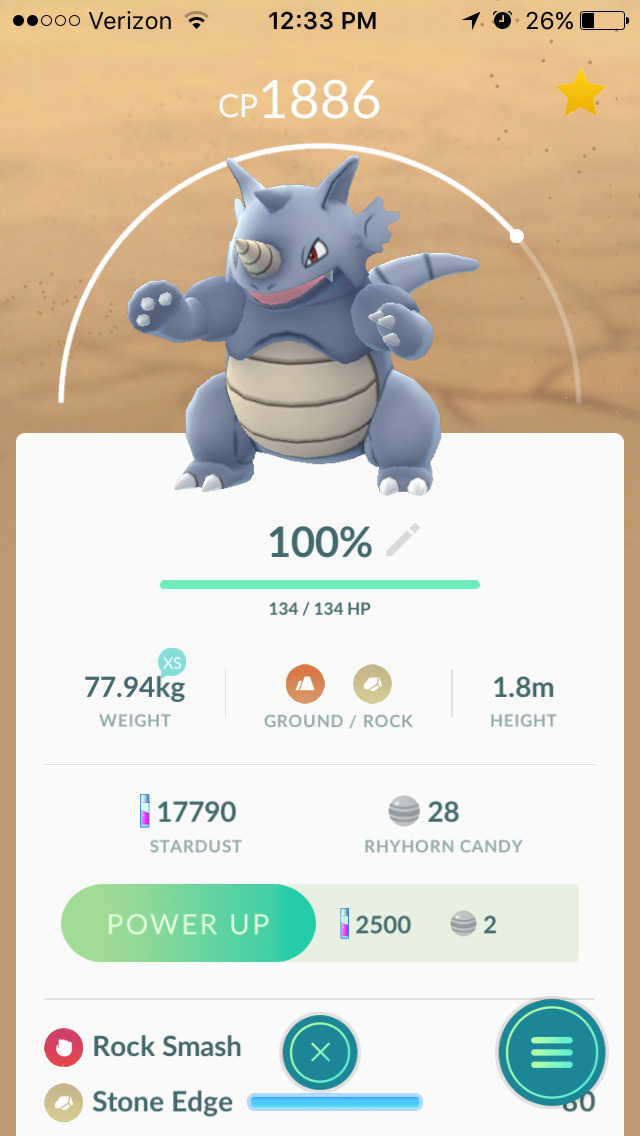 Verizon 12:33 PM 26%
CP1886
100%
134 / 134 HP
XS
77.94kg 1.8m
WEIGHT GROUND / ROCK HEIGHT
17790 28
STARDUST RHYHORN CANDY
POWER UP 2500 2
Rock Smash
Stone Edge